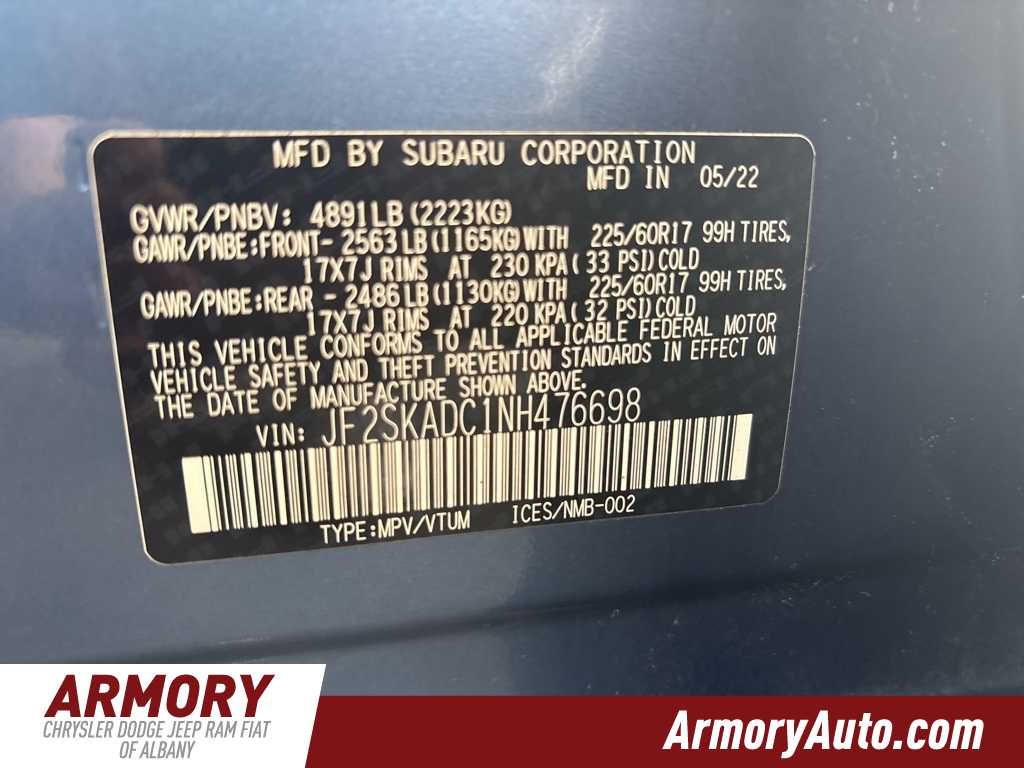 MFD BY SUBARU CORPORATION
MFD IN 05/22
GVWR/PNBV: 4891LB(2223KG)
GAWR/PNBE:FRONT- 2563LB(1165KG)WITH 225/60R17 99H TIRES,
17X7J RIMS AT 230 KPA( 33 PSI)COLD
GAWR/PNBE:REAR - 2486LB(1130KG)WITH 225/60R17 99H TIRES,
17X7J RIMS AT 220 KPA( 32 PSI)COLD
THIS VEHICLE CONFORMS TO ALL APPLICABLE FEDERAL MOTOR
VEHICLE SAFETY AND THEFT PREVENTION STANDARDS IN EFFECT ON
THE DATE OF MANUFACTURE SHOWN ABOVE.
VIN: JF2SKADC1NH476698
TYPE:MPV/VTUM ICES/NMB-002
ARMORY
CHRYSLER DODGE JEEP RAM FIAT
OF ALBANY
ArmoryAuto.com